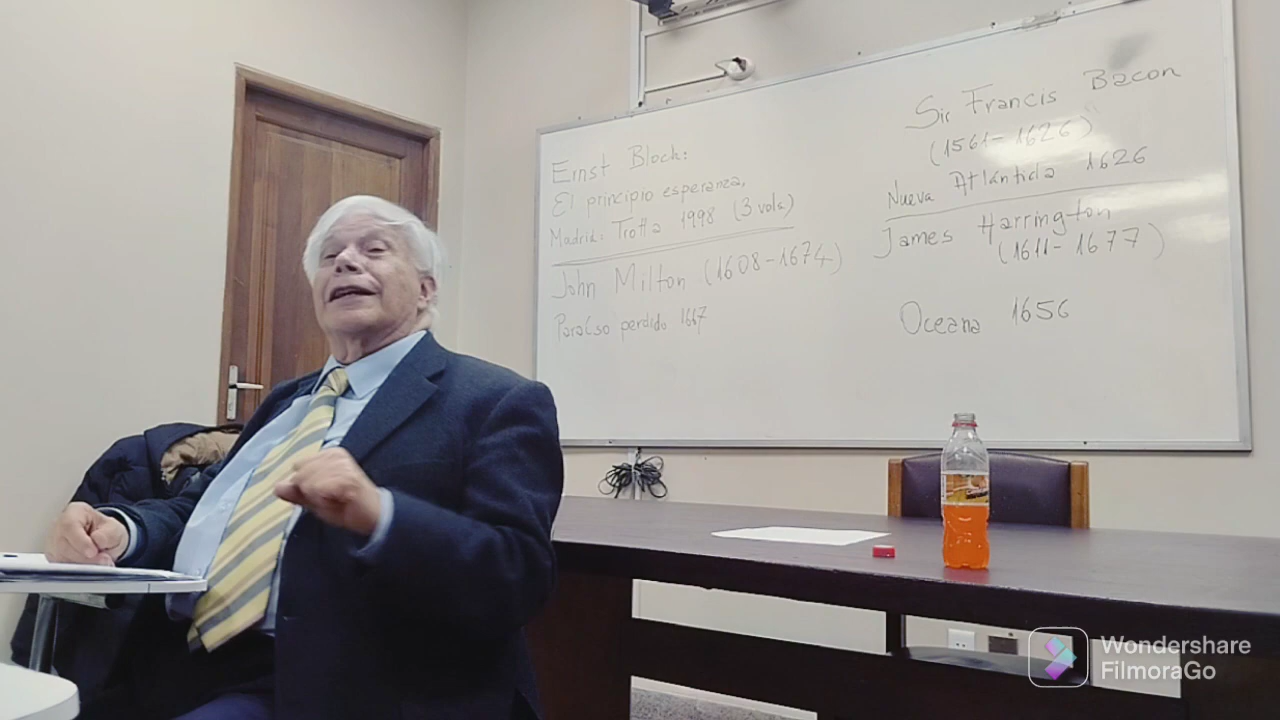 Ernst Bloch:
El principio esperanza,
Madrid: Trotta 1998 (3 vols)
John Milton (1608-1674)
Paraíso perdido 1667
Sir Francis Bacon
(1561-1626)
Nueva Atlántida 1626
James Harrington
(1611-1677)
Oceana 1656
Wondershare
FilmoraGo